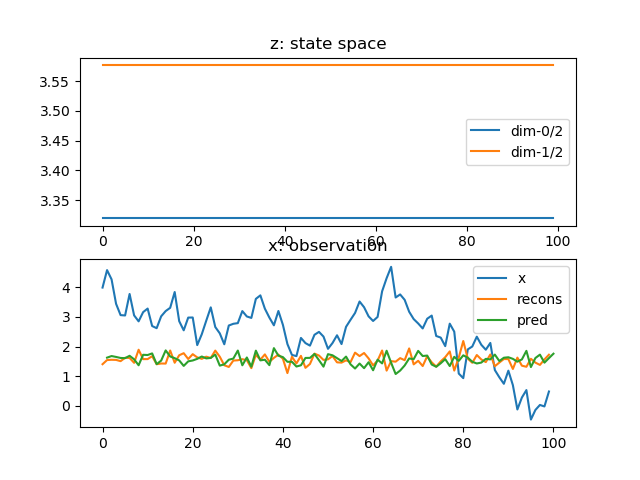 z: state space
3.55
3.50
3.45
3.40
3.35
dim-0/2
dim-1/2
0 20 40 60 80 100
x: observation
4
3
2
1
0
x
recons
pred
0 20 40 60 80 100